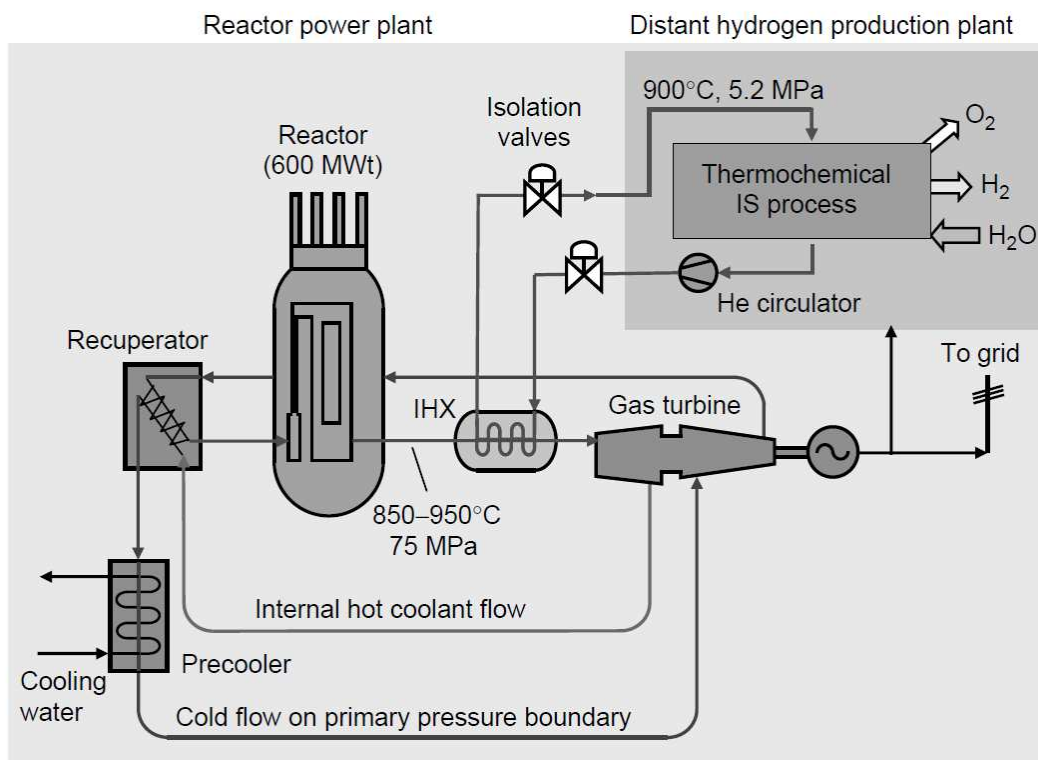 Reactor power plant
Distant hydrogen production plant
900°C, 5.2 MPa
Isolation
valves
O2
Reactor
(600 MWt)
Thermochemical
IS process
H2
H2O
He circulator
Recuperator
To grid
IHX
Gas turbine
850–950°C
75 MPa
Internal hot coolant flow
Precooler
Cooling
water
Cold flow on primary pressure boundary